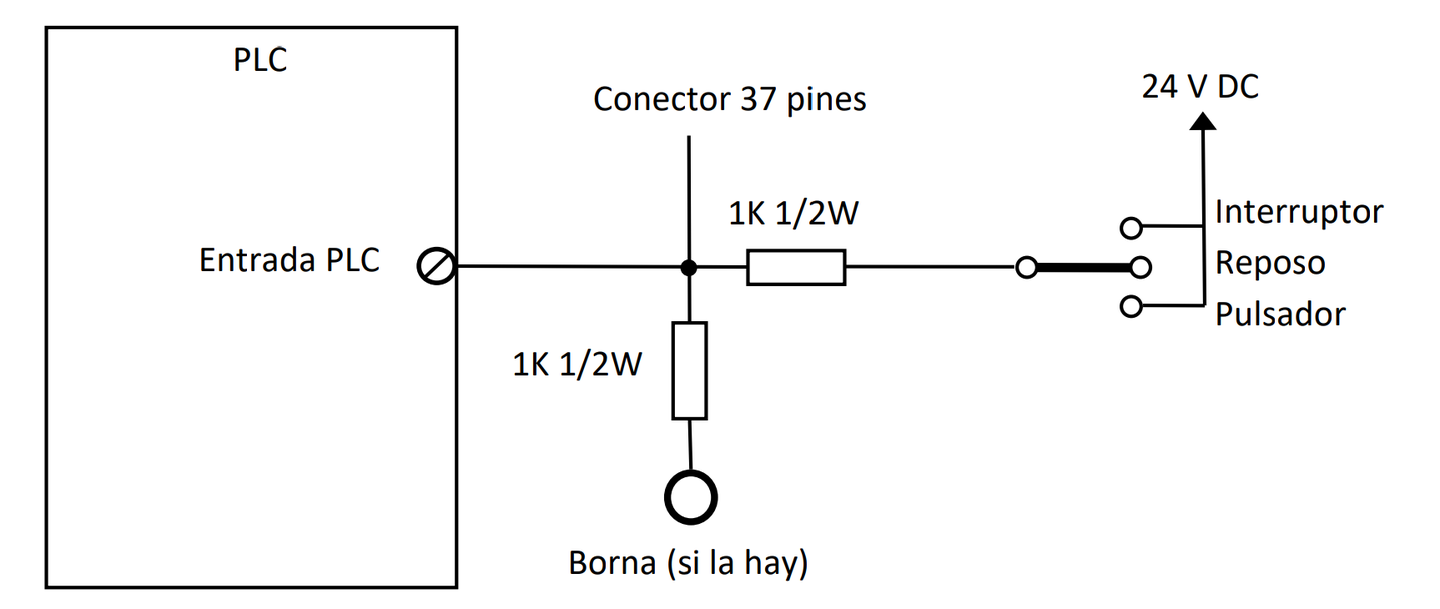 PLC
24 V DC
Conector 37 pines
1K 1/2W
Interruptor
Entrada PLC
Reposo
Pulsador
1K 1/2W
Borna (si la hay)